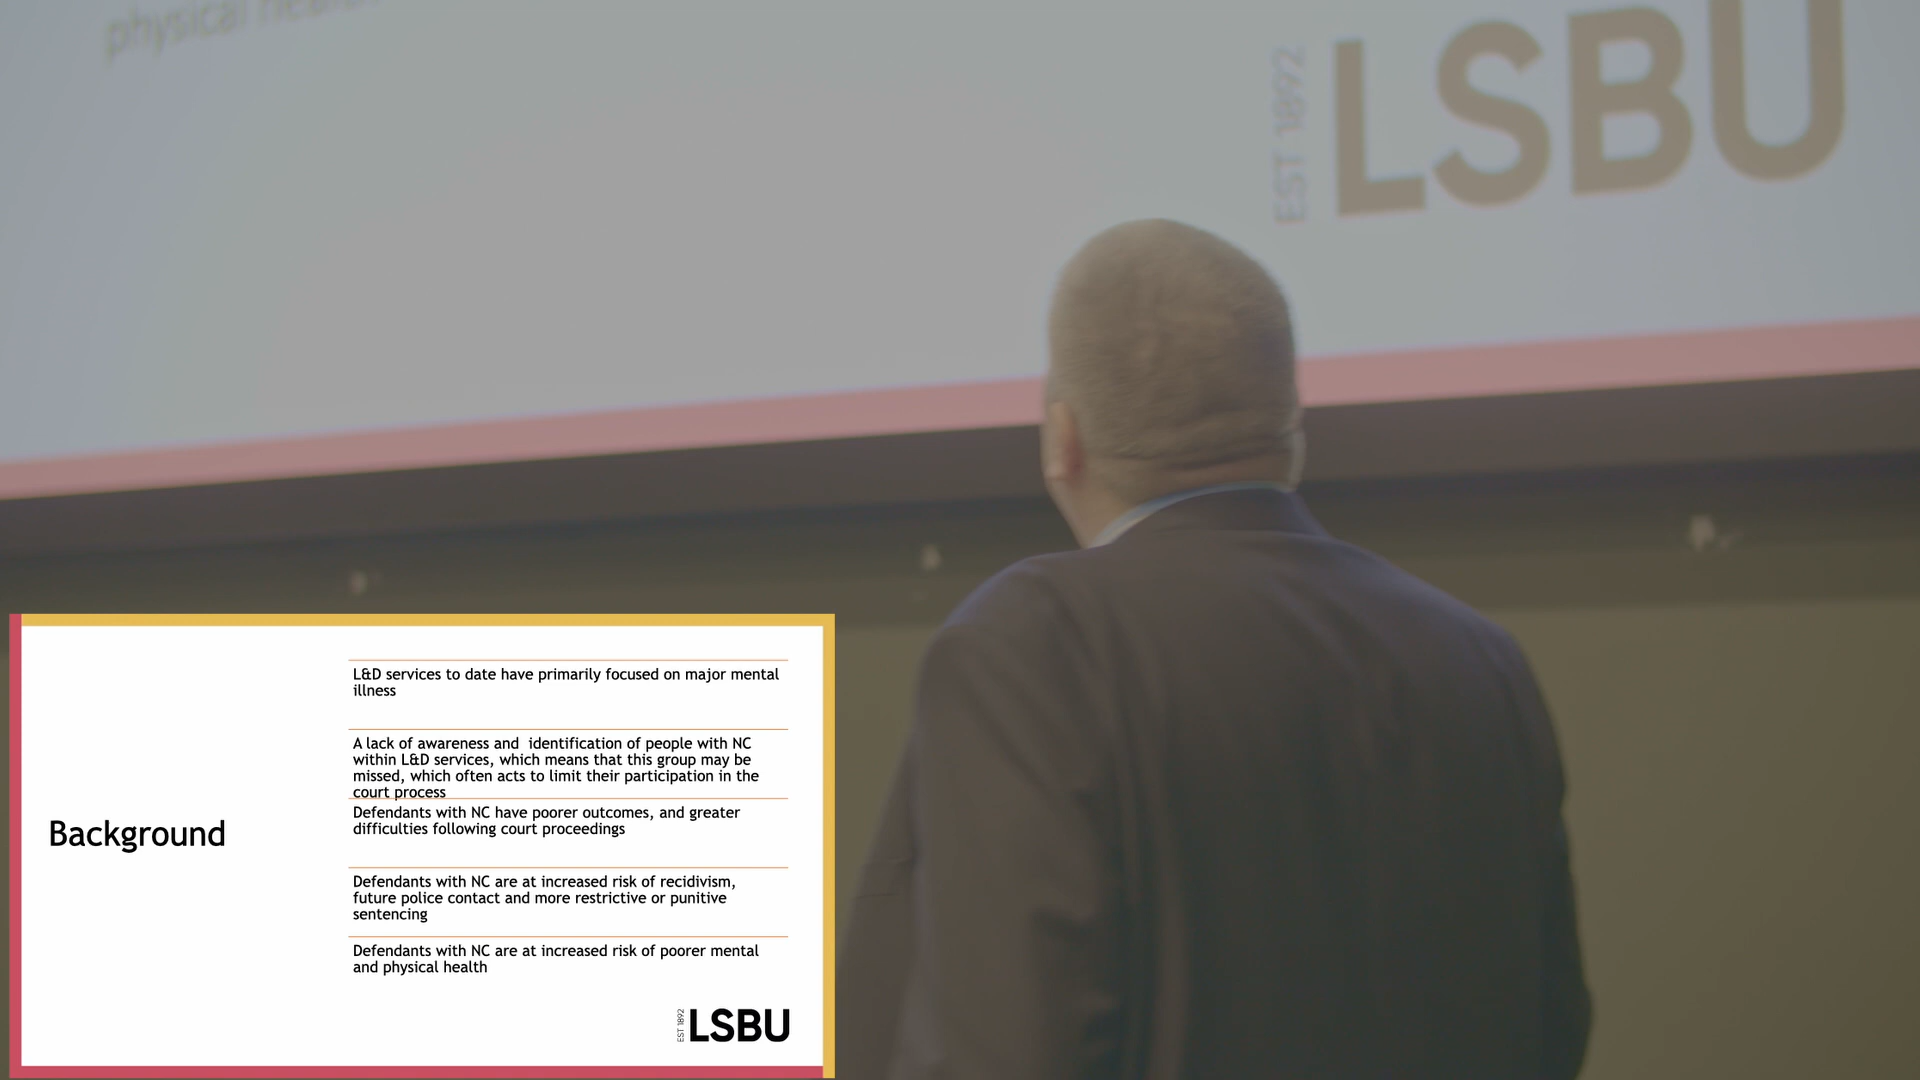 physical health
EST 1892
LSBU
Background
L&D services to date have primarily focused on major mental
illness
A lack of awareness and  identification of people with NC
within L&D services, which means that this group may be
missed, which often acts to limit their participation in the
court process
Defendants with NC have poorer outcomes, and greater
difficulties following court proceedings
Defendants with NC are at increased risk of recidivism,
future police contact and more restrictive or punitive
sentencing
Defendants with NC are at increased risk of poorer mental
and physical health
EST 1892
LSBU